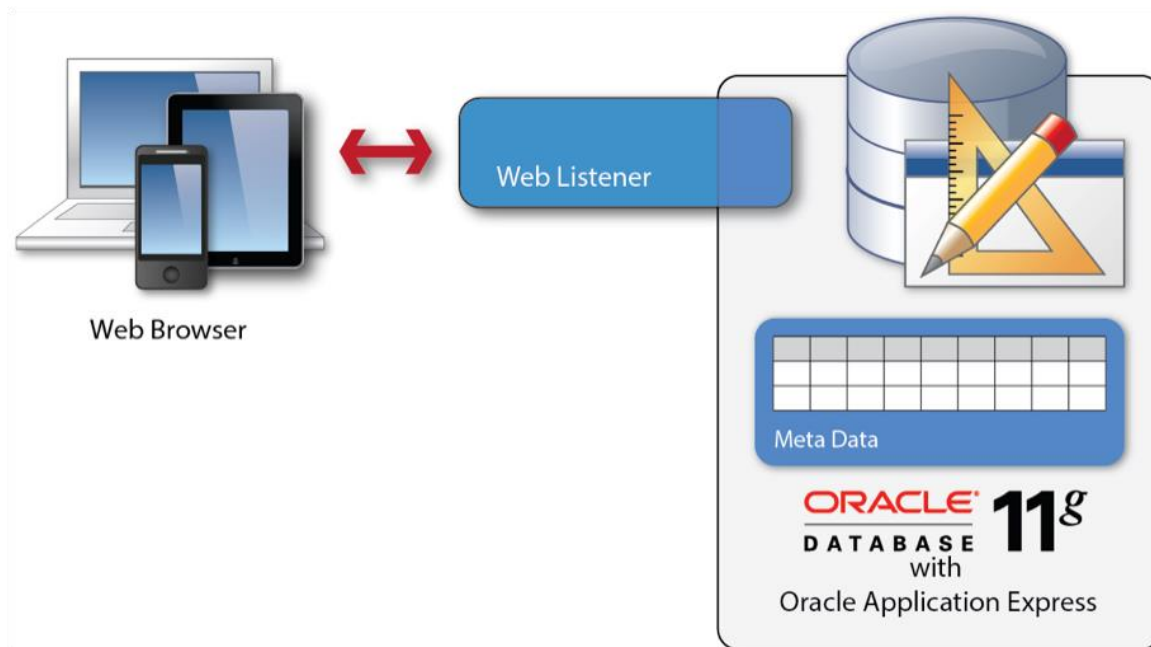 Web Browser
Web Listener
Meta Data
ORACLE
DATABASE 11g
with
Oracle Application Express